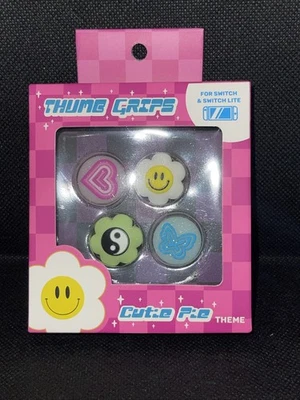 THUMB GRIPS
FOR SWITCH
& SWITCH LITE
Cutie Pie THEME